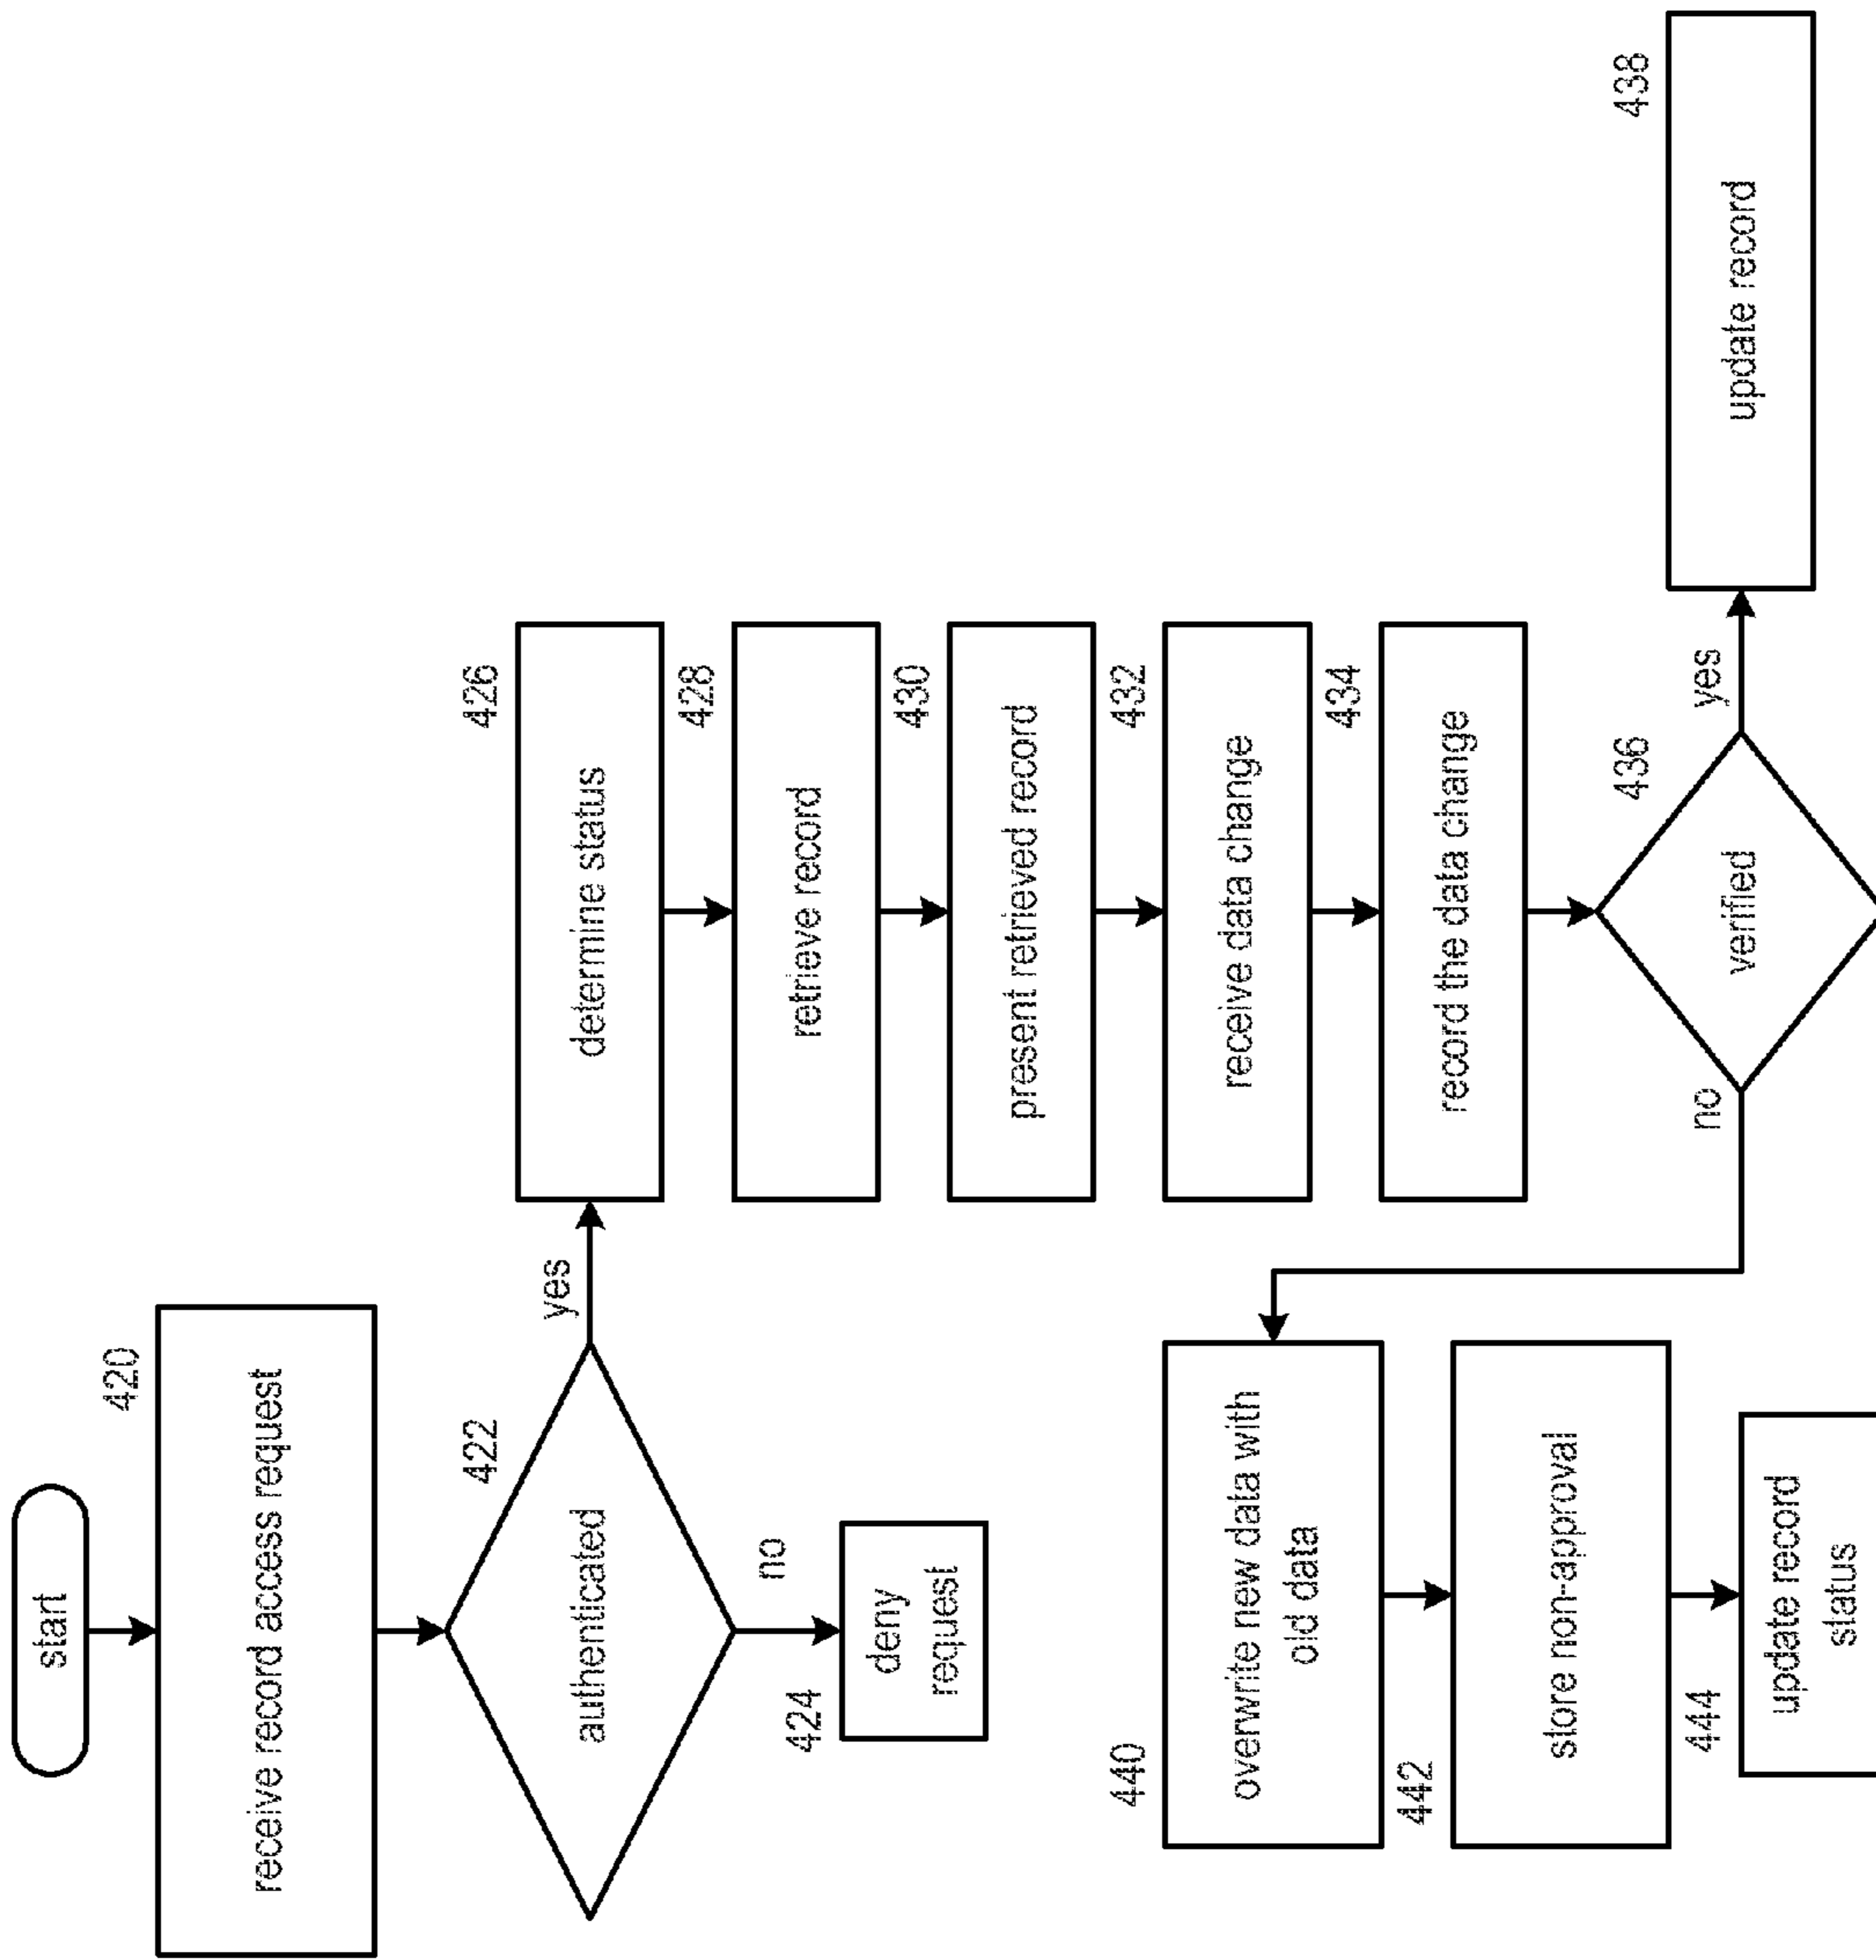 start
420
receive record access request
422
authenticated
yes
no
424
deny
request
426
determine status
428
retrieve record
430
present retrieved record
432
receive data change
434
record the data change
436
verified
yes
438
update record
no
440
overwrite new data with
old data
442
store non-approval
444
update record
status